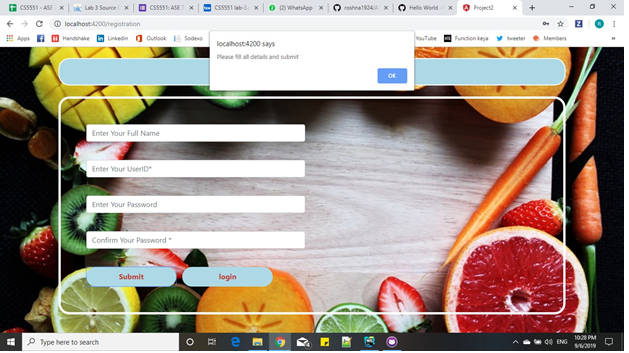 CS5551 - ASE
Lab 3 Source
CS5551: ASE
CS5551 lab-
(2) WhatsApp
roshna1924/A
Hello World
Project2
localhost:4200/registration
Apps
Handshake
Linkedin
Outlook
Sodexo
YouTube
Function keya
tweeter
Members
localhost:4200 says
Please fill all details and submit
OK
Enter Your Full Name
Enter Your UserID*
Enter Your Password
Confirm Your Password *
Submit
login
Type here to search
ENG
10:28 PM
9/6/2019